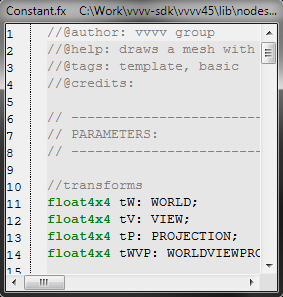 Constant.fx C:\Work\vvvv-sdk\vvvv45\lib\nodes...
1 //@author: vvvv group
2 //@help: draws a mesh with
3 //@tags: template, basic
4 //@credits:
5
6 // -------------------------
7 // PARAMETERS:
8 // -------------------------
9
10 //transforms
11 float4x4 tW: WORLD;
12 float4x4 tV: VIEW;
13 float4x4 tP: PROJECTION;
14 float4x4 tWVP: WORLDVIEWPRO
15